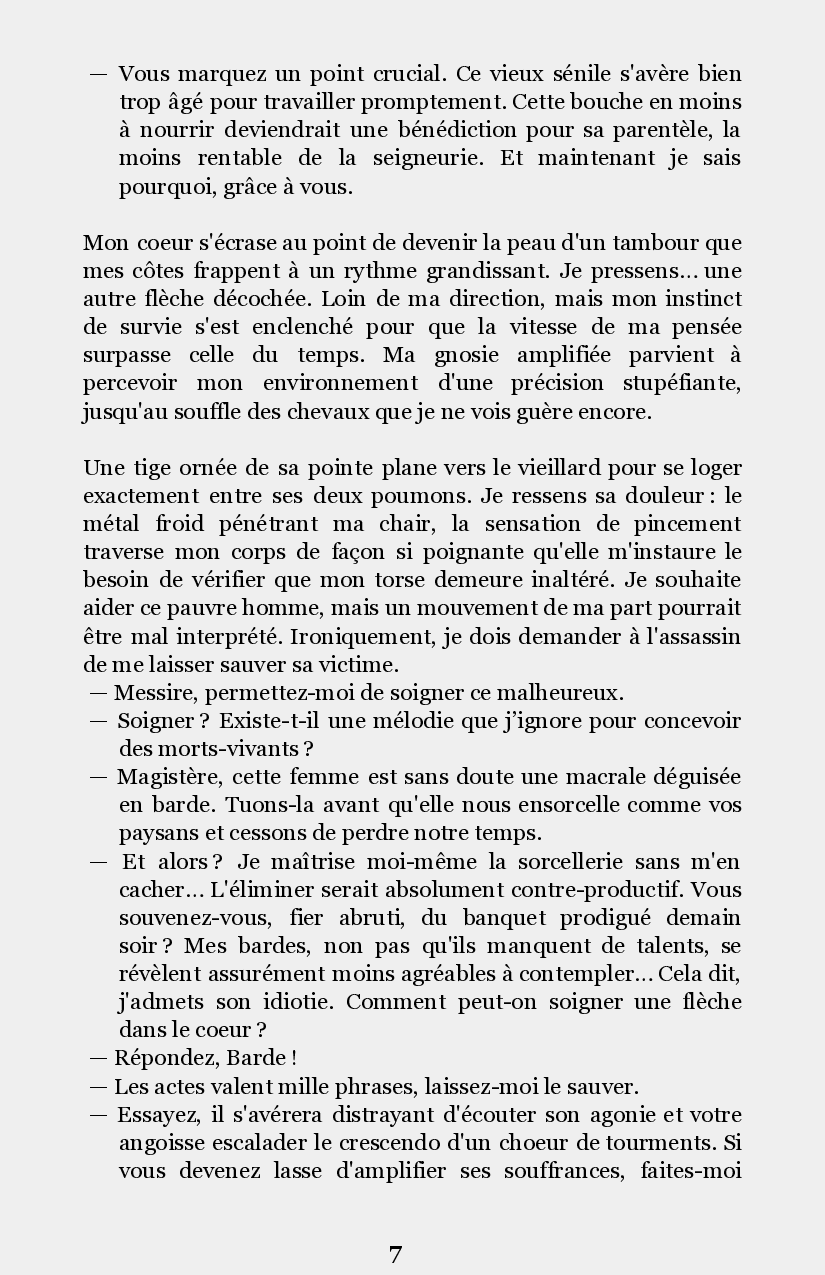 — Vous marquez un point crucial. Ce vieux sénile s'avère bien
trop âgé pour travailler promptement. Cette bouche en moins
à nourrir deviendrait une bénédiction pour sa parentèle, la
moins rentable de la seigneurie. Et maintenant je sais
pourquoi, grâce à vous.
Mon coeur s'écrase au point de devenir la peau d'un tambour que
mes côtes frappent à un rythme grandissant. Je pressens... une
autre flèche décochée. Loin de ma direction, mais mon instinct
de survie s'est enclenché pour que la vitesse de ma pensée
surpasse celle du temps. Ma gnosie amplifiée parvient à
percevoir mon environnement d'une précision stupéfiante,
jusqu'au souffle des chevaux que je ne vois guère encore.
Une tige ornée de sa pointe plane vers le vieillard pour se loger
exactement entre ses deux poumons. Je ressens sa douleur : le
métal froid pénétrant ma chair, la sensation de pincement
traverse mon corps de façon si poignante qu'elle m'instaure le
besoin de vérifier que mon torse demeure inaltéré. Je souhaite
aider ce pauvre homme, mais un mouvement de ma part pourrait
être mal interprété. Ironiquement, je dois demander à l'assassin
de me laisser sauver sa victime.
— Messire, permettez-moi de soigner ce malheureux.
— Soigner ? Existe-t-il une mélodie que j’ignore pour concevoir
des morts-vivants ?
— Magistère, cette femme est sans doute une macrale déguisée
en barde. Tuons-la avant qu'elle nous ensorcelle comme vos
paysans et cessons de perdre notre temps.
— Et alors ? Je maîtrise moi-même la sorcellerie sans m'en
cacher... L'éliminer serait absolument contre-productif. Vous
souvenez-vous, fier abruti, du banquet prodigué demain
soir ? Mes bardes, non pas qu'ils manquent de talents, se
révèlent assurément moins agréables à contempler... Cela dit,
j'admets son idiotie. Comment peut-on soigner une flèche
dans le coeur ?
— Répondez, Barde !
— Les actes valent mille phrases, laissez-moi le sauver.
— Essayez, il s'avérera distrayant d'écouter son agonie et votre
angoisse escalader le crescendo d'un choeur de tourments. Si
vous devenez lasse d'amplifier ses souffrances, faites-moi
7